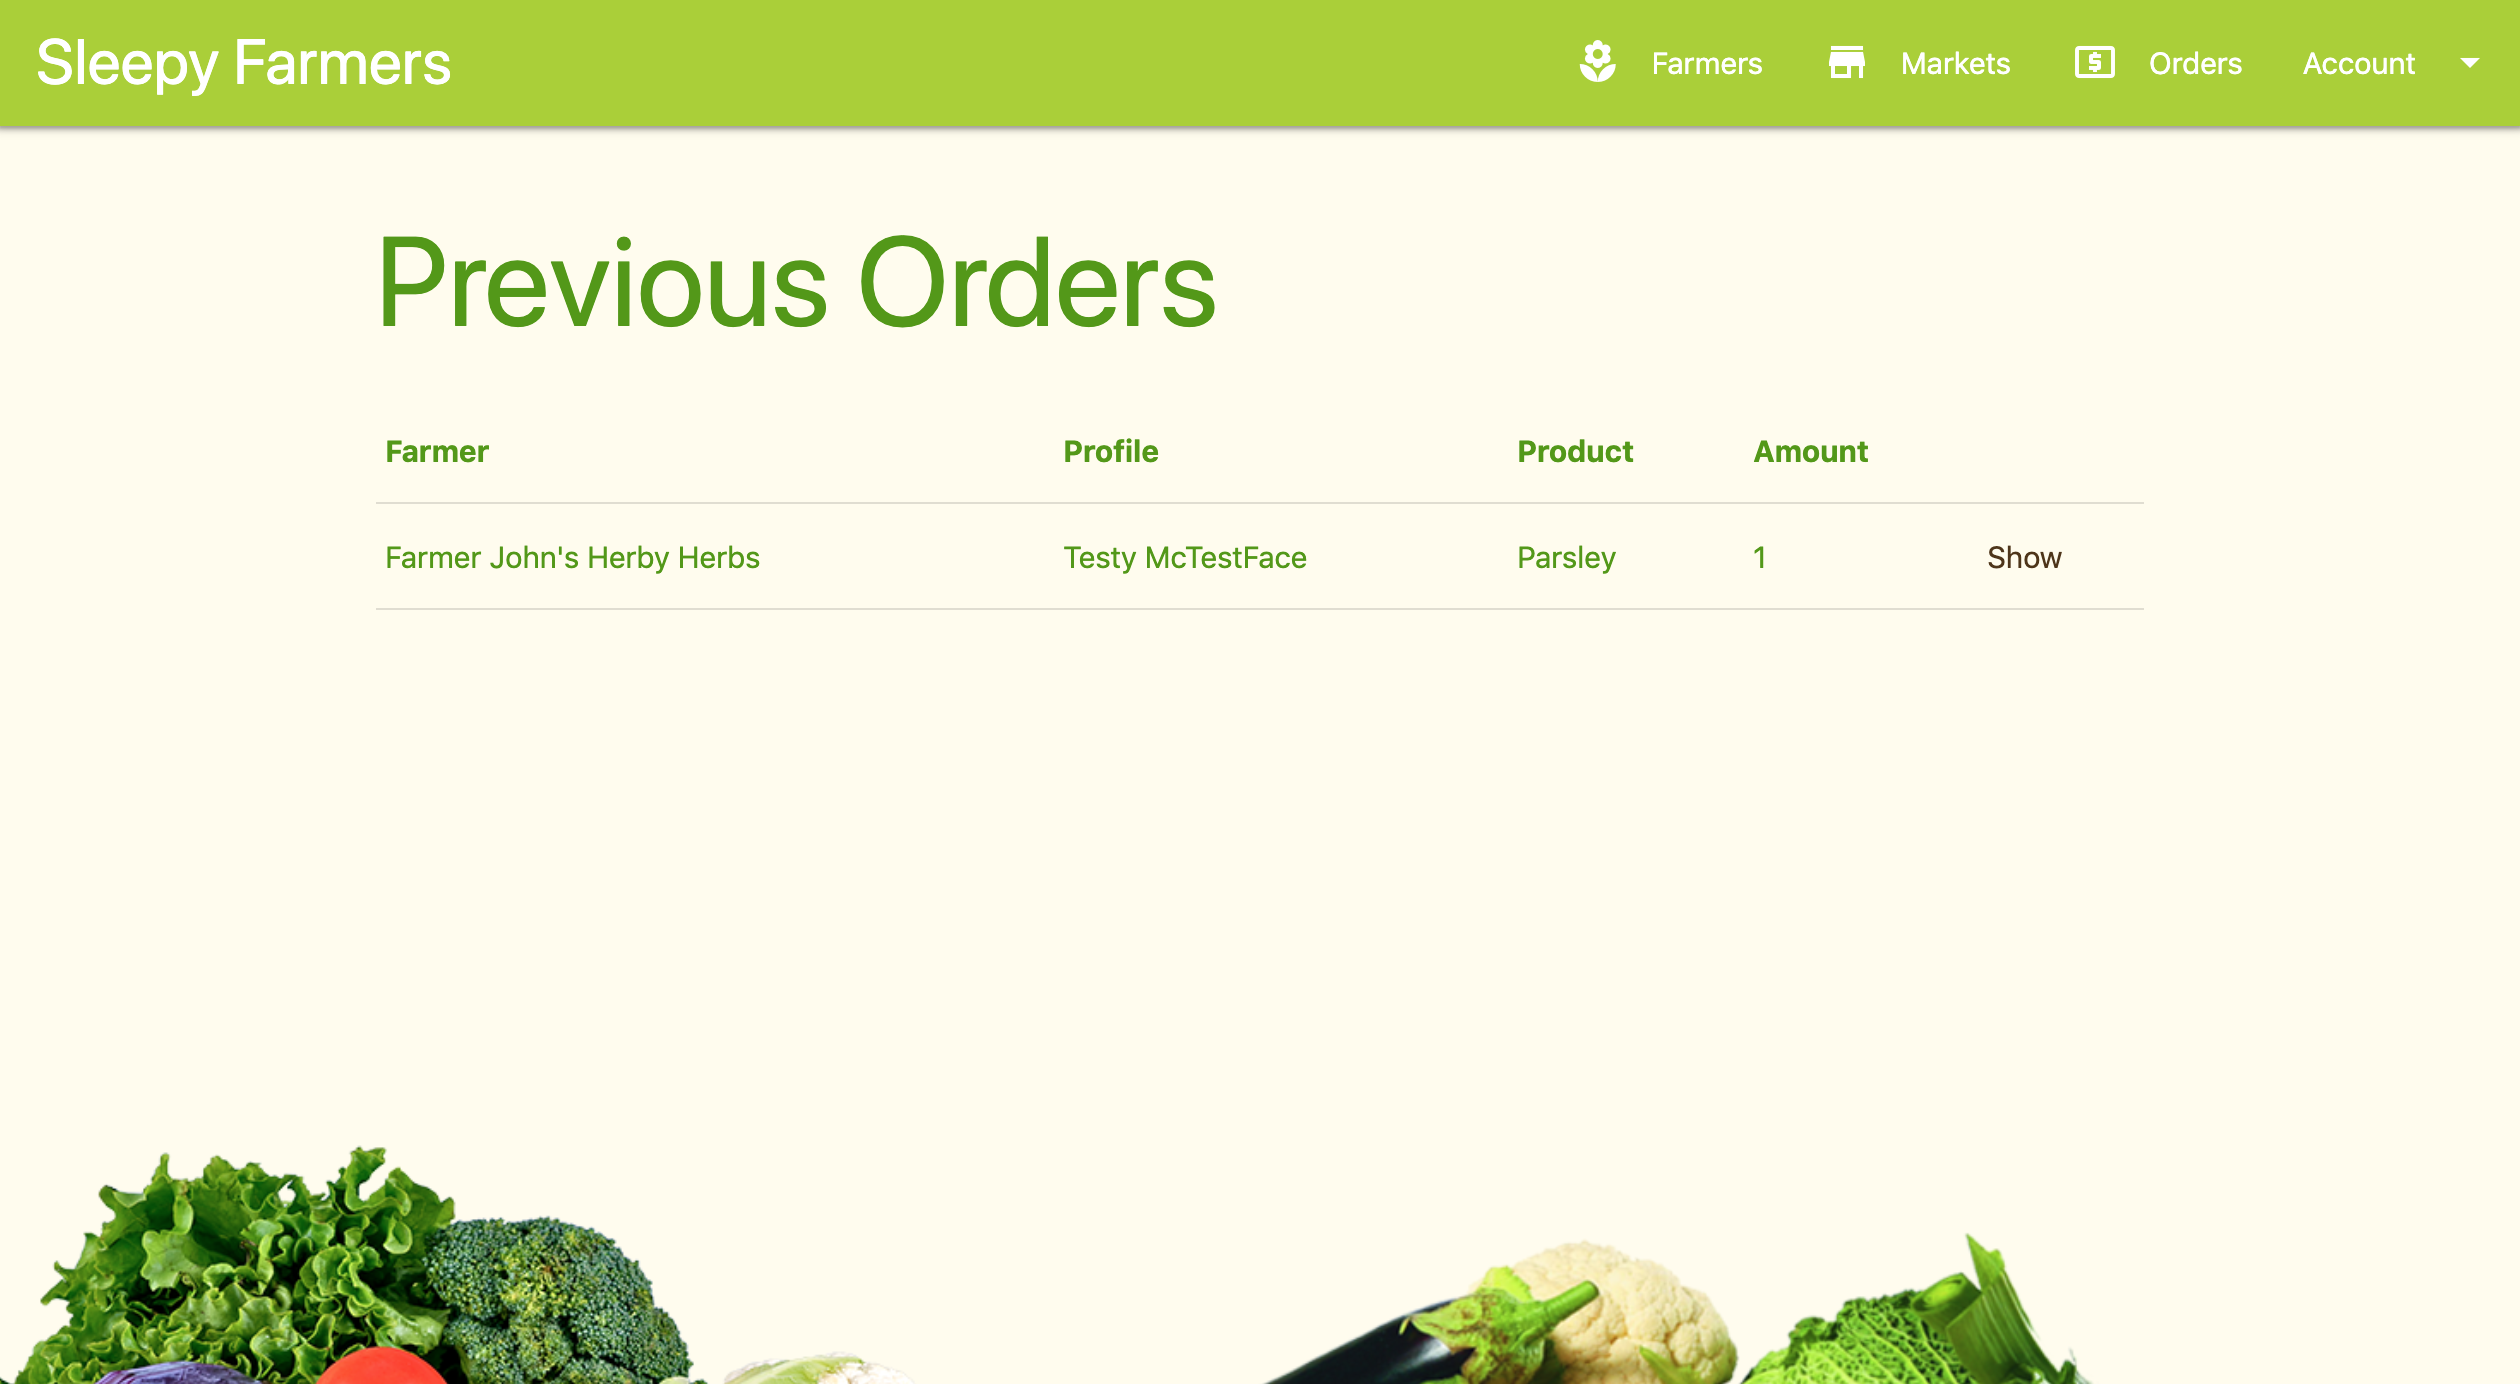 Sleepy Farmers Farmers Markets Orders Account
Previous Orders
Farmer Profile Product Amount
Farmer John's Herby Herbs Testy McTestFace Parsley 1 Show